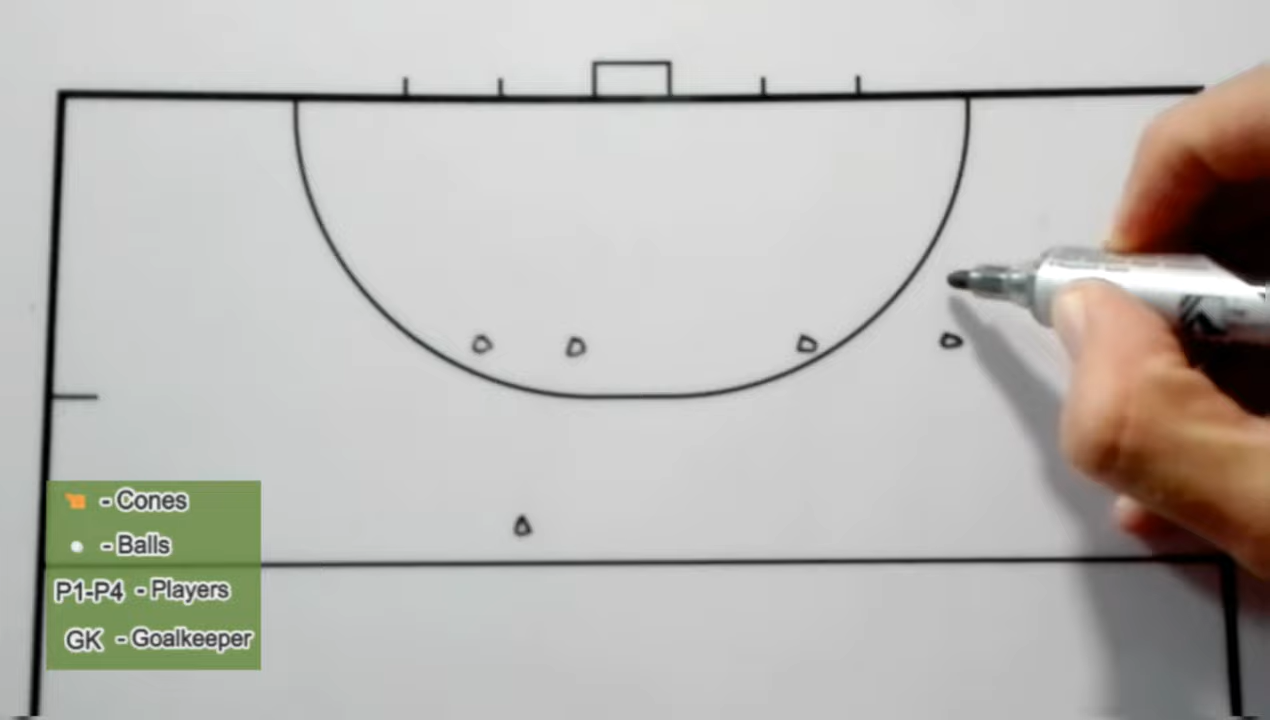 - Cones
- Balls
P1-P4 - Players
GK - Goalkeeper